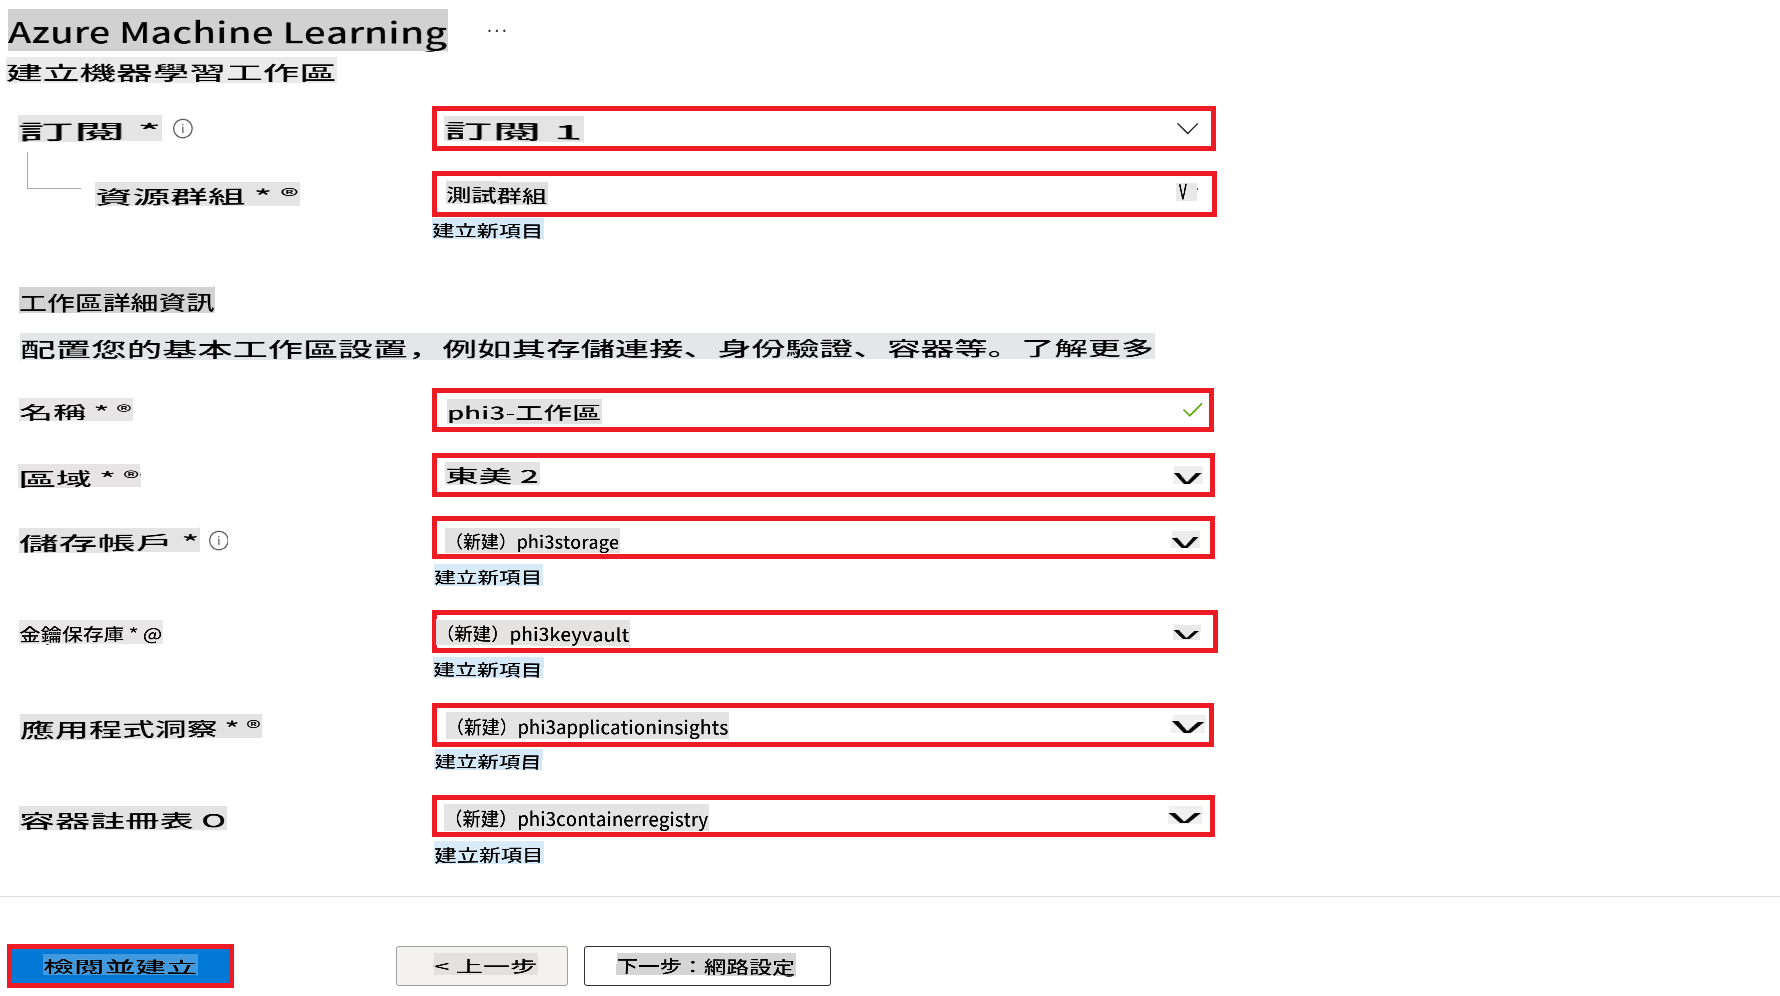 Azure Machine Learning ...
建立機器學習工作區
訂閱 * 訂閱 1
資源群組 * ® 測試群組
建立新項目
工作區詳細資訊
配置您的基本工作區設置，例如其存儲連接、身份驗證、容器等。了解更多
名稱 * ® phi3-工作區
區域 * ® 東美 2
儲存帳戶 * （新建）phi3storage
建立新項目
金鑰保存庫 * @ （新建）phi3keyvault
建立新項目
應用程式洞察 * ® （新建）phi3applicationinsights
建立新項目
容器註冊表 O （新建）phi3containerregistry
建立新項目
檢閱並建立 < 上一步 下一步：網路設定